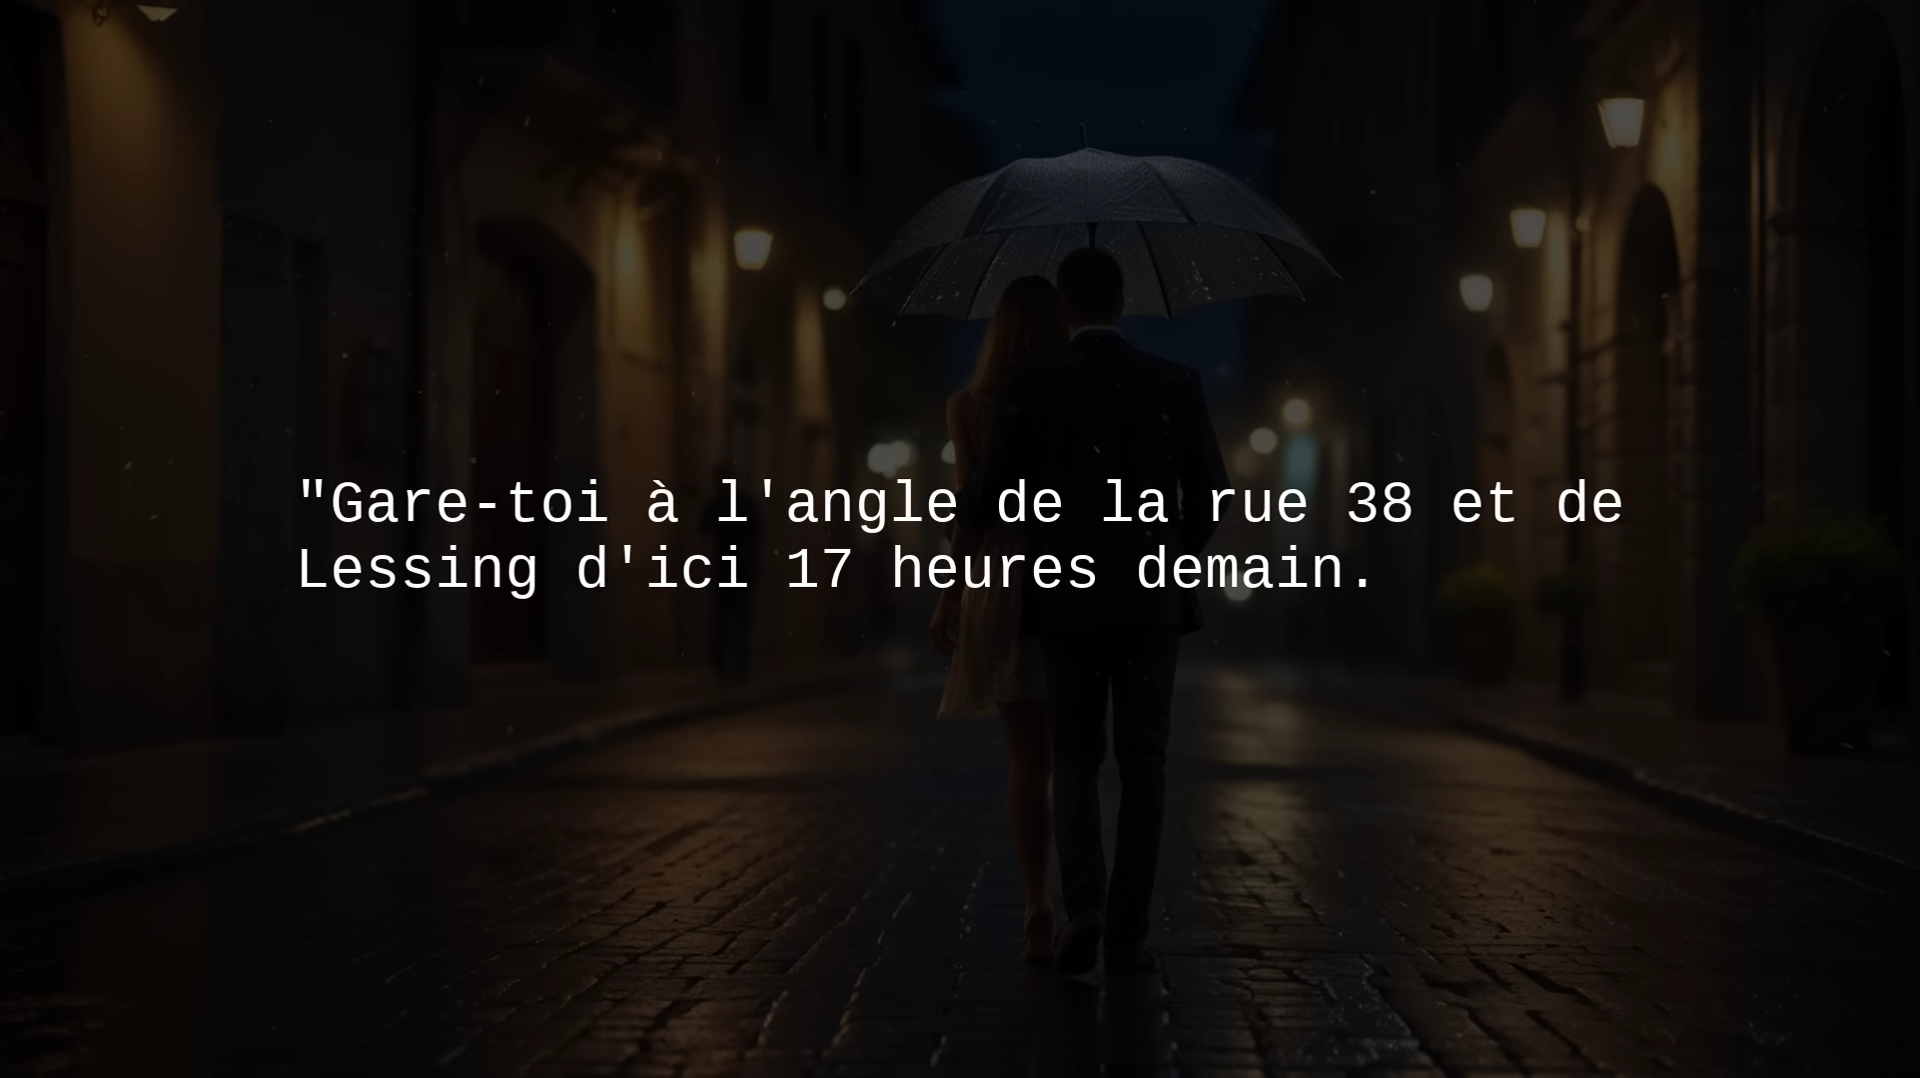 "Gare-toi à l'angle de la rue 38 et de
Lessing d'ici 17 heures demain.